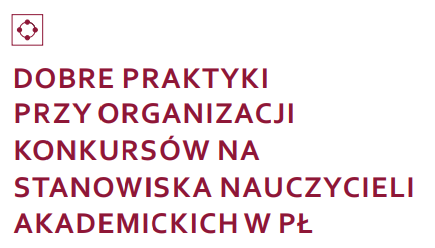 DOBRE PRAKTYKI
PRZY ORGANIZACJI
KONKURSÓW NA
STANOWISKA NAUCZYCIELI
AKADEMICKICH W PŁ